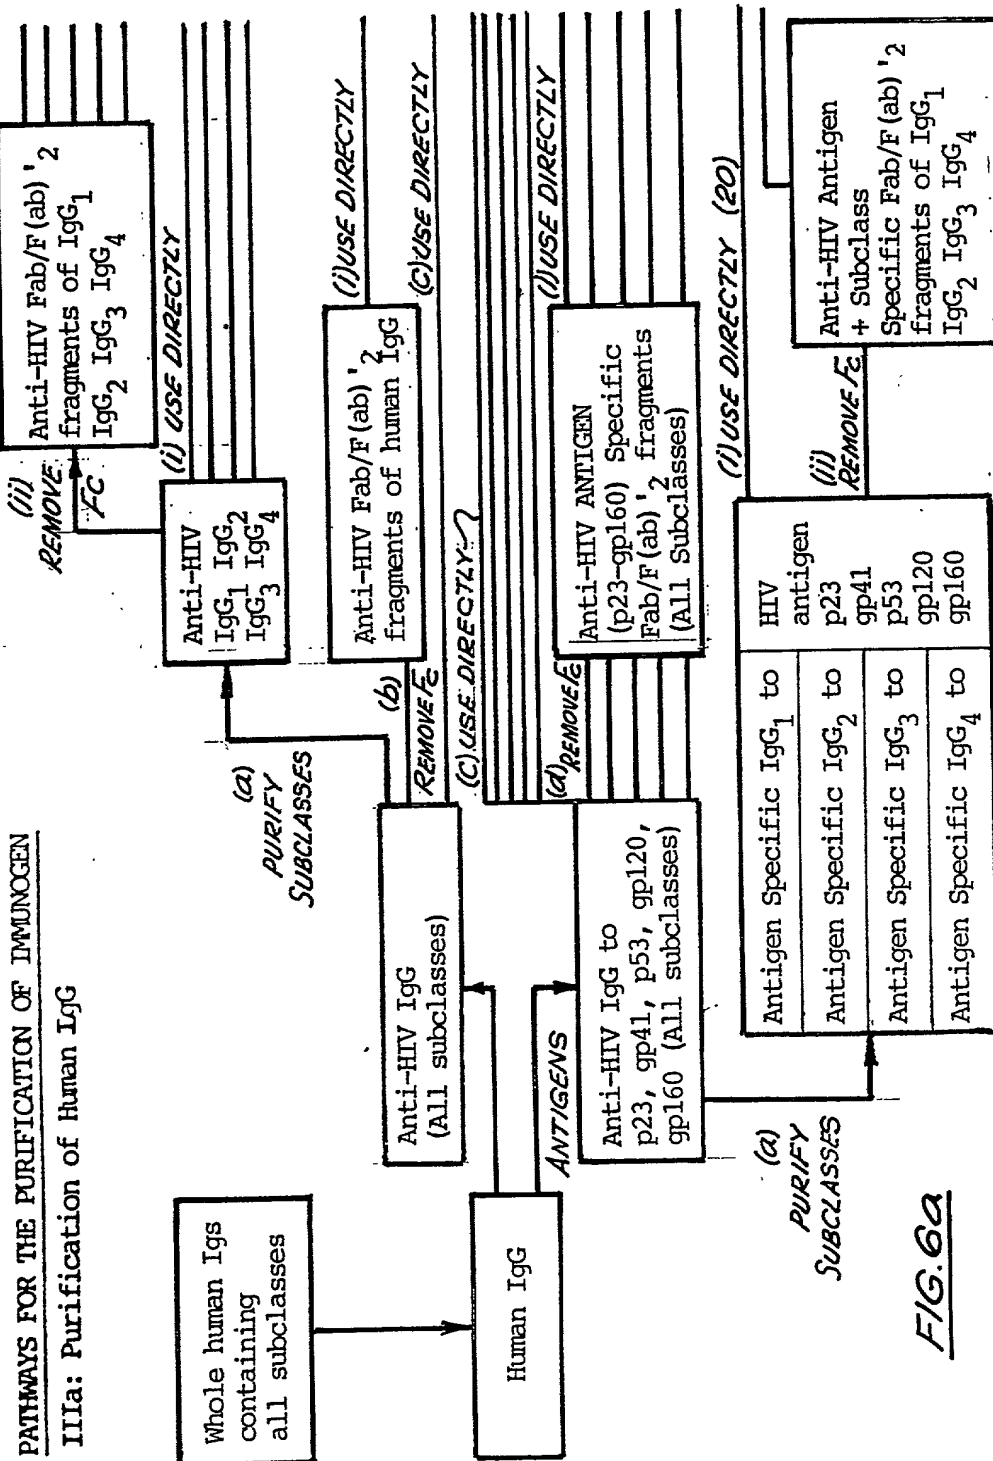 PATHWAYS FOR THE PURIFICATION OF IMMUNOGEN
IIIa: Purification of Human IgG
Whole human Igs
containing
all subclasses
Human IgG
ANTIGENS
Anti-HIV IgG
(All subclasses)
Anti-HIV IgG to
p23, gp41, p53, gp120,
gp160 (All subclasses)
(a)
PURIFY
SUBCLASSES
(b)
REMOVE Fc
(C) USE DIRECTLY
(C) USE DIRECTLY
(d)
REMOVE Fc
(a)
PURIFY
SUBCLASSES
Anti-HIV
IgG1 IgG2
IgG3 IgG4
(i) USE DIRECTLY
(ii)
REMOVE
FC
Anti-HIV Fab/F(ab)'2
fragments of IgG1
IgG2 IgG3 IgG4
Anti-HIV Fab/F(ab)'2
fragments of human IgG
(i) USE DIRECTLY
Anti-HIV ANTIGEN
(p23-gp160) Specific
Fab/F(ab)'2 fragments
(All Subclasses)
(i) USE DIRECTLY
Antigen Specific IgG1 to
Antigen Specific IgG2 to
Antigen Specific IgG3 to
Antigen Specific IgG4 to
HIV
antigen
p23
gp41
p53
gp120
gp160
(i) USE DIRECTLY (20)
(ii)
REMOVE Fc
Anti-HIV Antigen
+ Subclass
Specific Fab/F(ab)'2
fragments of IgG1
IgG2 IgG3 IgG4
FIG. 6a